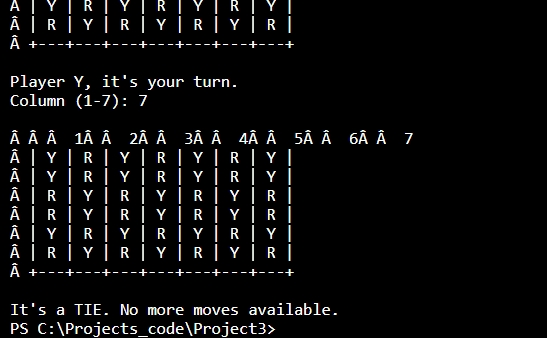 Â | Y | R | Y | R | Y | R | Y |
Â | R | Y | R | Y | R | Y | R |
Â +---+---+---+---+---+---+---+
Player Y, it's your turn.
Column (1-7): 7
Â Â Â  1Â Â  2Â Â  3Â Â  4Â Â  5Â Â  6Â Â  7
Â | Y | R | Y | R | Y | R | Y |
Â | Y | R | Y | R | Y | R | Y |
Â | R | Y | R | Y | R | Y | R |
Â | R | Y | R | Y | R | Y | R |
Â | Y | R | Y | R | Y | R | Y |
Â | R | Y | R | Y | R | Y | R |
Â +---+---+---+---+---+---+---+
It's a TIE. No more moves available.
PS C:\Projects_code\Project3>